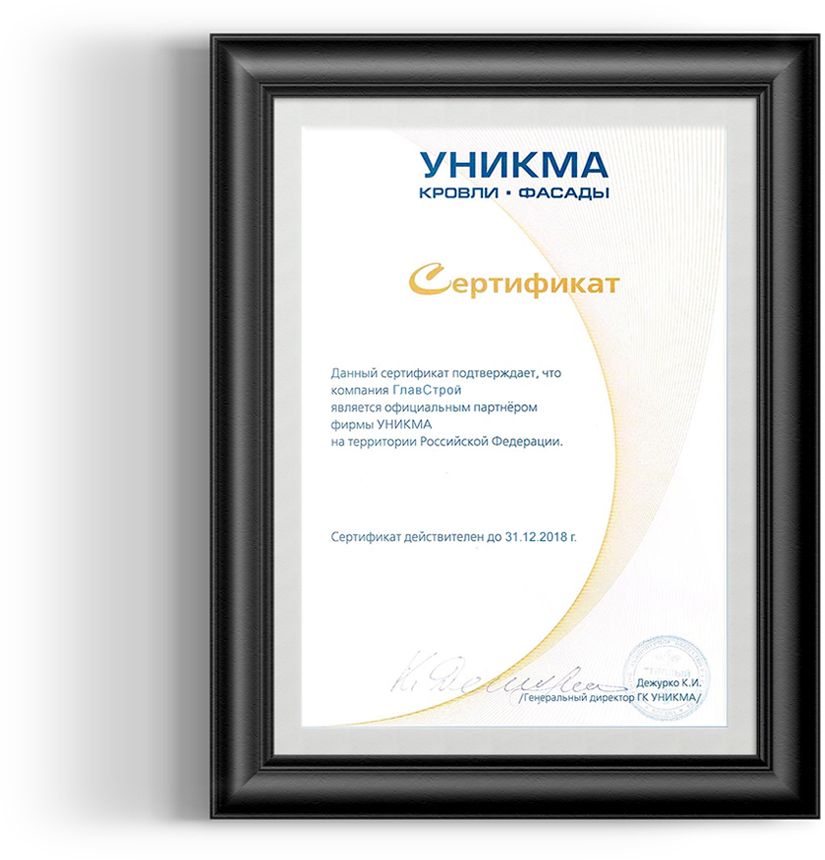 УНИКМА
КРОВЛИ · ФАСАДЫ
Сертификат
Данный сертификат подтверждает, что
компания ГлавСтрой
является официальным партнёром
фирмы УНИКМА
на территории Российской Федерации.
Сертификат действителен до 31.12.2018 г.
Дежурко К.И.
/Генеральный директор ГК УНИКМА/